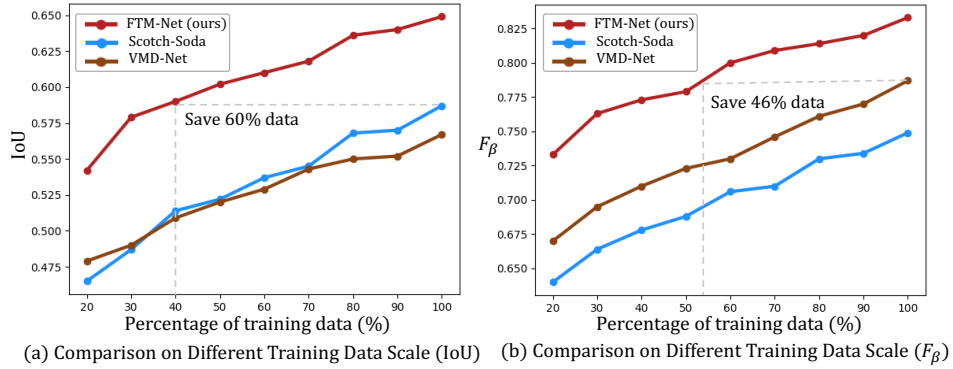 0.650
0.625
0.600
0.575
0.550
0.525
0.500
0.475
IoU
FTM-Net (ours)
Scotch-Soda
VMD-Net
Save 60% data
20 30 40 50 60 70 80 90 100
Percentage of training data (%)
(a) Comparison on Different Training Data Scale (IoU)
0.825
0.800
0.775
0.750
0.725
0.700
0.675
0.650
Fβ
FTM-Net (ours)
Scotch-Soda
VMD-Net
Save 46% data
20 30 40 50 60 70 80 90 100
Percentage of training data (%)
(b) Comparison on Different Training Data Scale (Fβ)